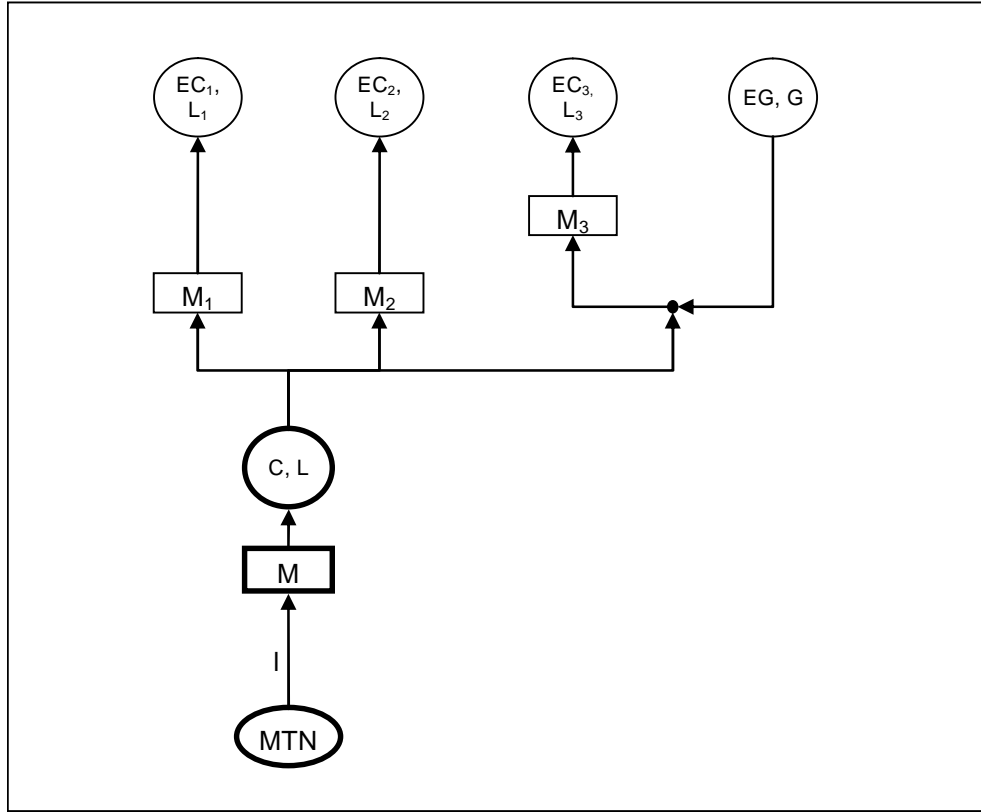 EC₁,
L₁
EC₂,
L₂
EC₃,
L₃
EG, G
M₃
M₁
M₂
C, L
M
I
MTN